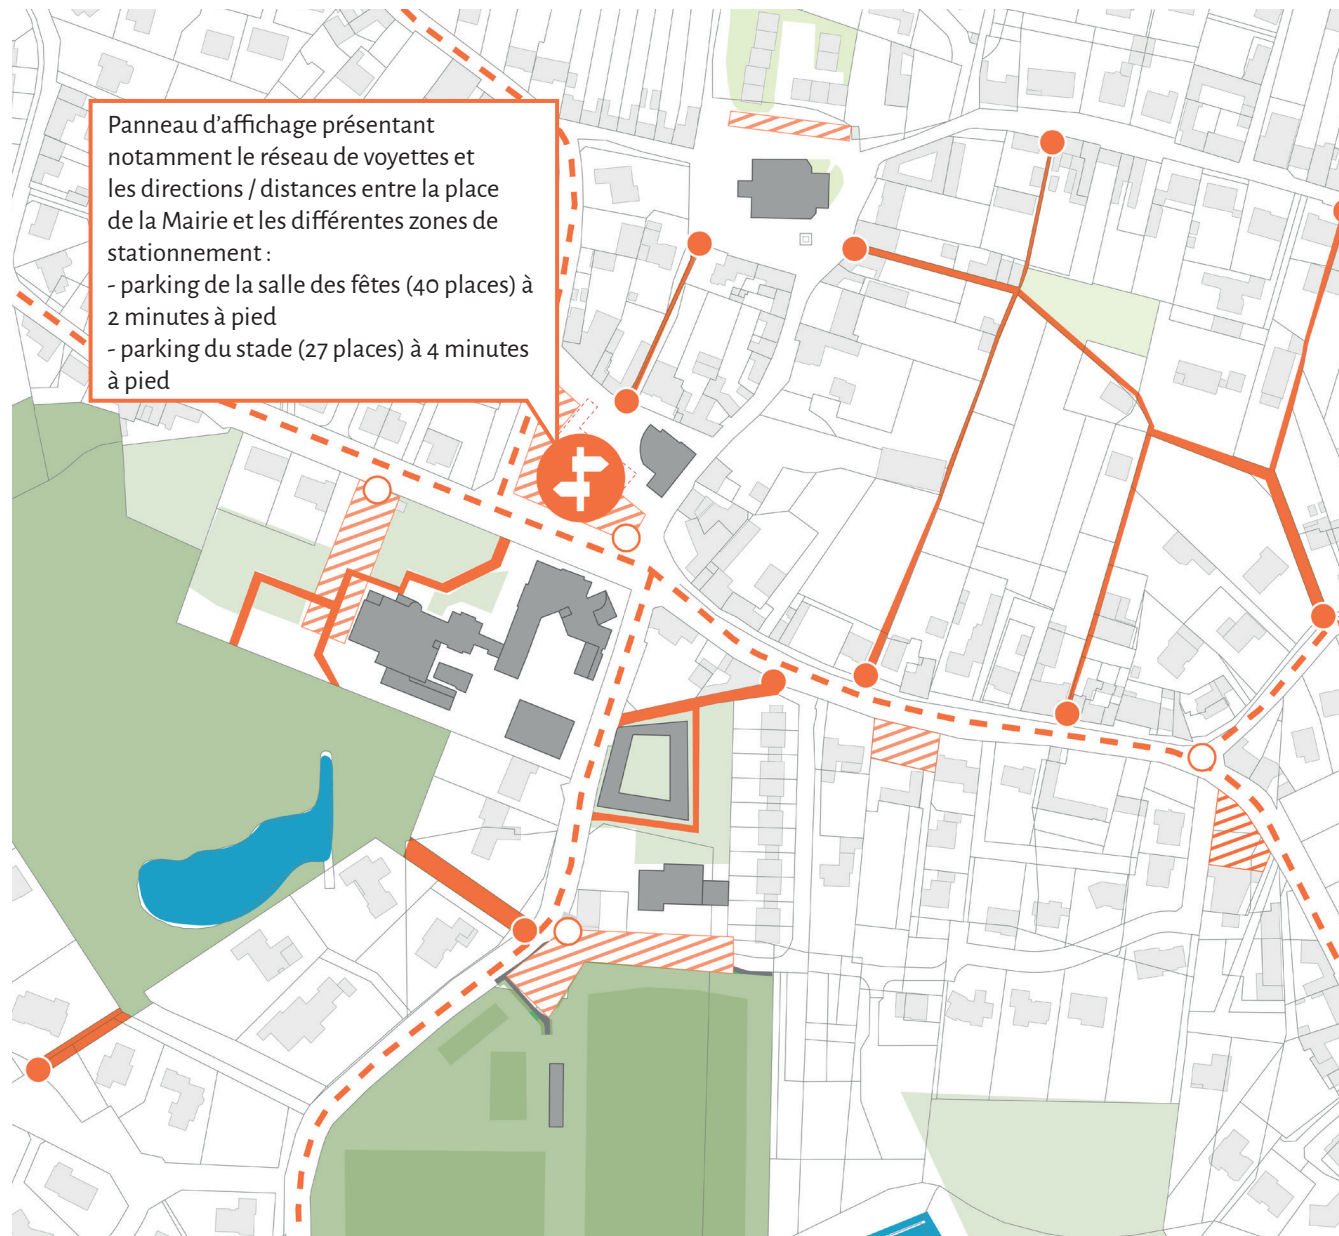 Panneau d’affichage présentant
notamment le réseau de voyettes et
les directions / distances entre la place
de la Mairie et les différentes zones de
stationnement :
- parking de la salle des fêtes (40 places) à
2 minutes à pied
- parking du stade (27 places) à 4 minutes
à pied